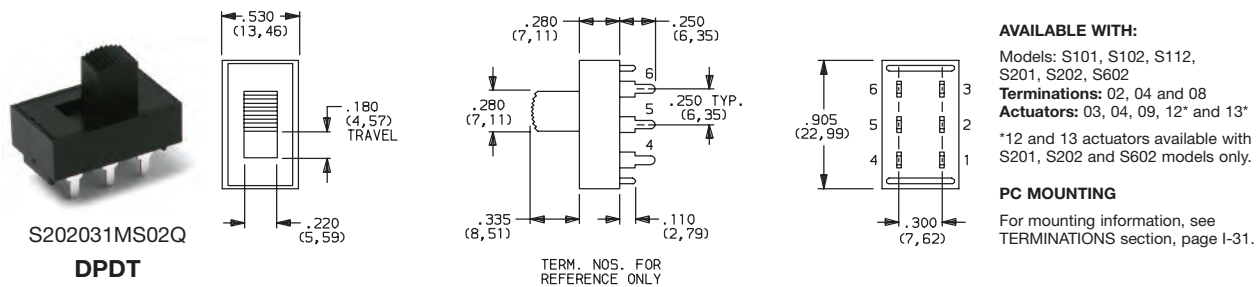 S202031MS02Q
DPDT
.530
(13,46)
.180
(4,57)
TRAVEL
.220
(5,59)
.280
(7,11)
.250
(6,35)
.280
(7,11)
6
5
4
.250 TYP.
(6,35)
.335
(8,51)
.110
(2,79)
TERM. NOS. FOR
REFERENCE ONLY
.905
(22,99)
6
3
5
2
4
1
.300
(7,62)
AVAILABLE WITH:
Models: S101, S102, S112,
S201, S202, S602
Terminations: 02, 04 and 08
Actuators: 03, 04, 09, 12* and 13*
*12 and 13 actuators available with
S201, S202 and S602 models only.
PC MOUNTING
For mounting information, see
TERMINATIONS section, page I-31.